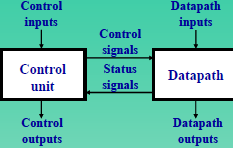 Control
inputs
Datapath
inputs
Control
signals
Control
unit
Status
signals
Datapath
Control
outputs
Datapath
outputs